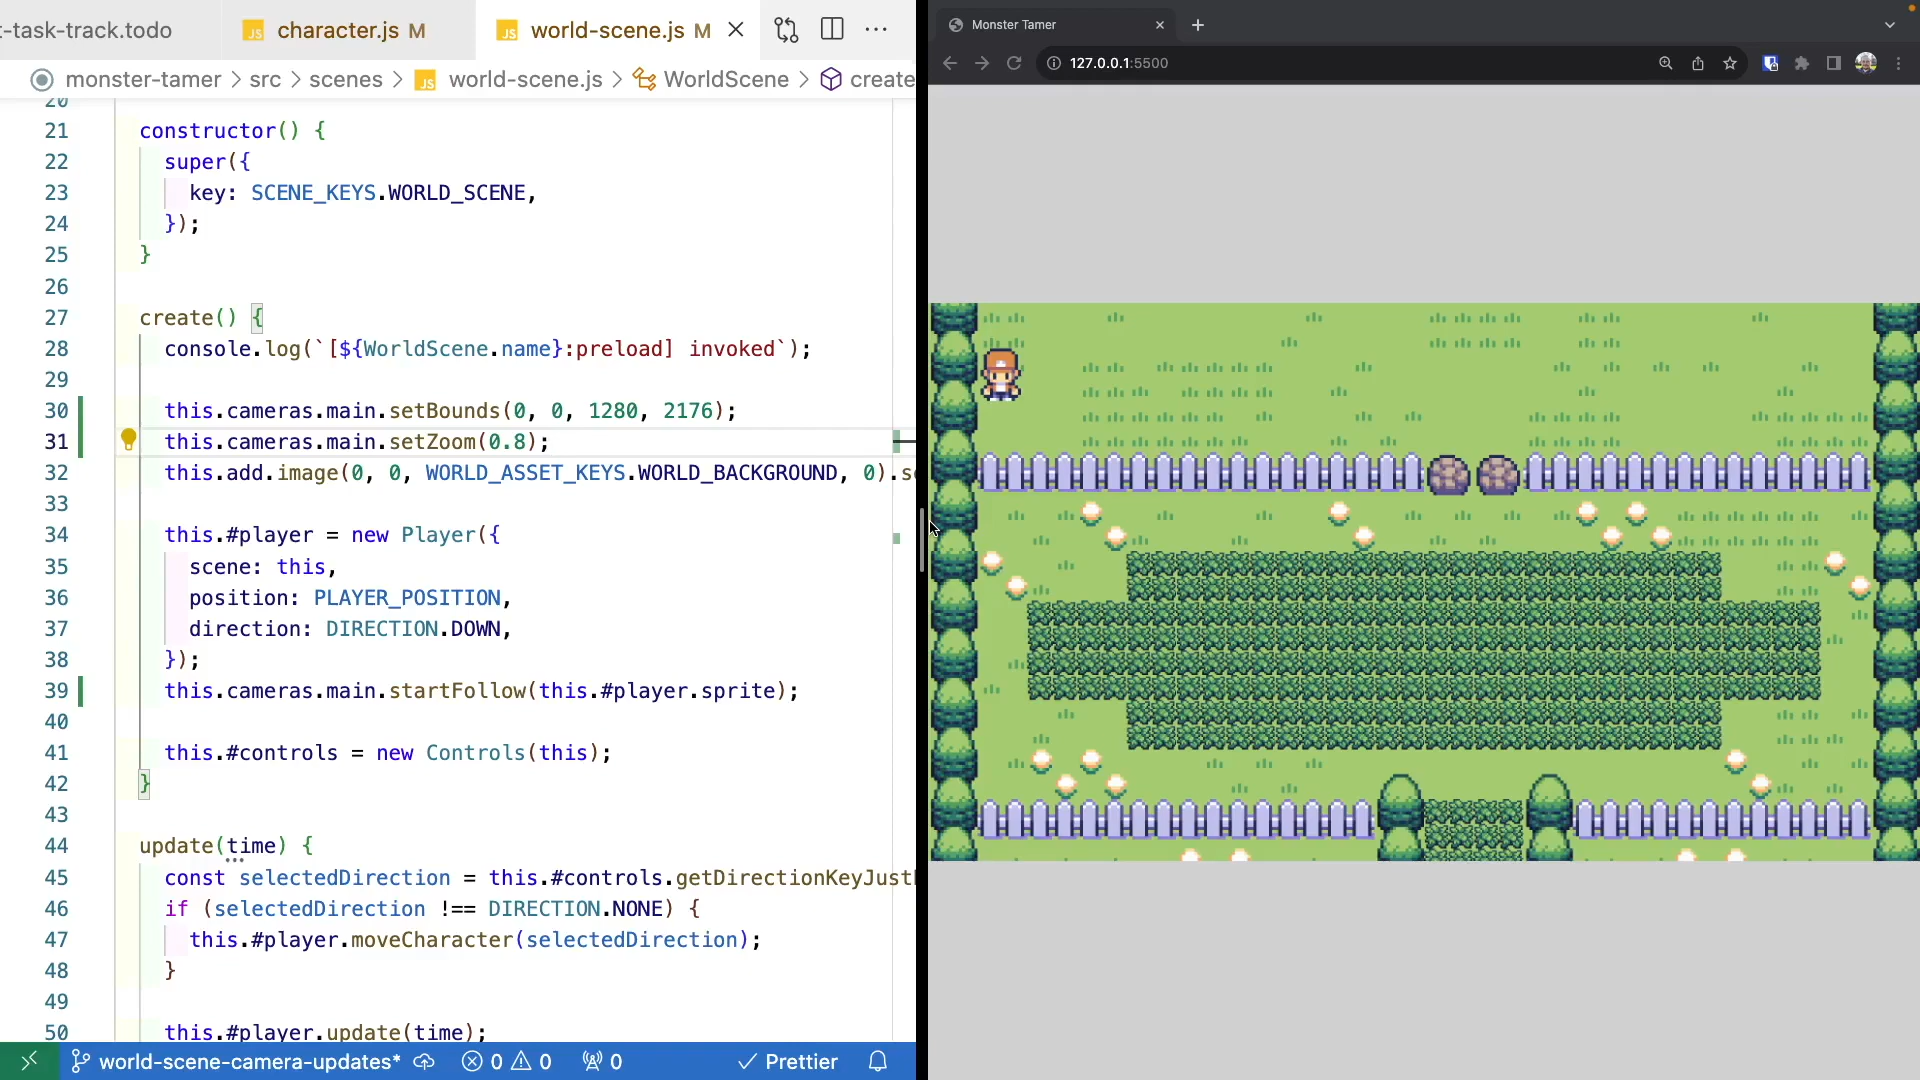 t-task-track.todo
JS character.js M
JS world-scene.js M
monster-tamer > src > scenes > JS world-scene.js > WorldScene > create
20
21 constructor() {
22 super({
23 key: SCENE_KEYS.WORLD_SCENE,
24 });
25 }
26
27 create() {
28 console.log(`[${WorldScene.name}:preload] invoked`);
29
30 this.cameras.main.setBounds(0, 0, 1280, 2176);
31 this.cameras.main.setZoom(0.8);
32 this.add.image(0, 0, WORLD_ASSET_KEYS.WORLD_BACKGROUND, 0).s
33
34 this.#player = new Player({
35 scene: this,
36 position: PLAYER_POSITION,
37 direction: DIRECTION.DOWN,
38 });
39 this.cameras.main.startFollow(this.#player.sprite);
40
41 this.#controls = new Controls(this);
42 }
43
44 update(time) {
45 const selectedDirection = this.#controls.getDirectionKeyJust
46 if (selectedDirection !== DIRECTION.NONE) {
47 this.#player.moveCharacter(selectedDirection);
48 }
49
50 this.#player.update(time);
world-scene-camera-updates* 0 0 0 Prettier
Monster Tamer
127.0.0.1:5500